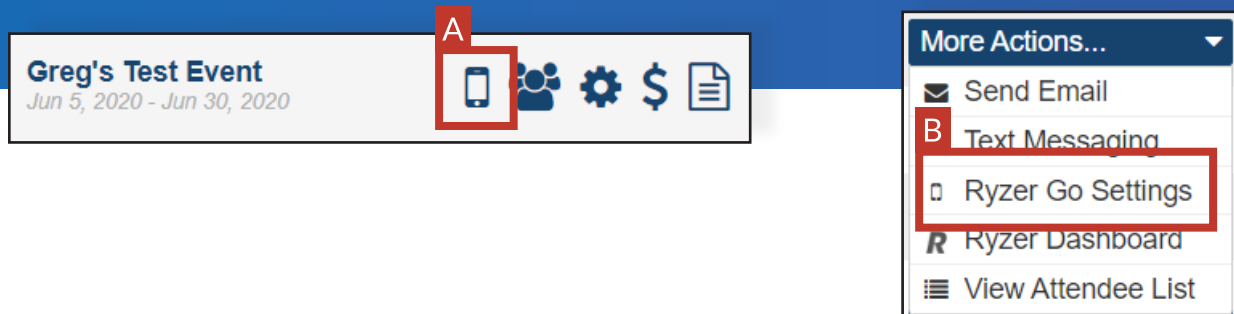 A
Greg's Test Event
Jun 5, 2020 - Jun 30, 2020
$
More Actions...
Send Email
B
Text Messaging
Ryzer Go Settings
R Ryzer Dashboard
View Attendee List